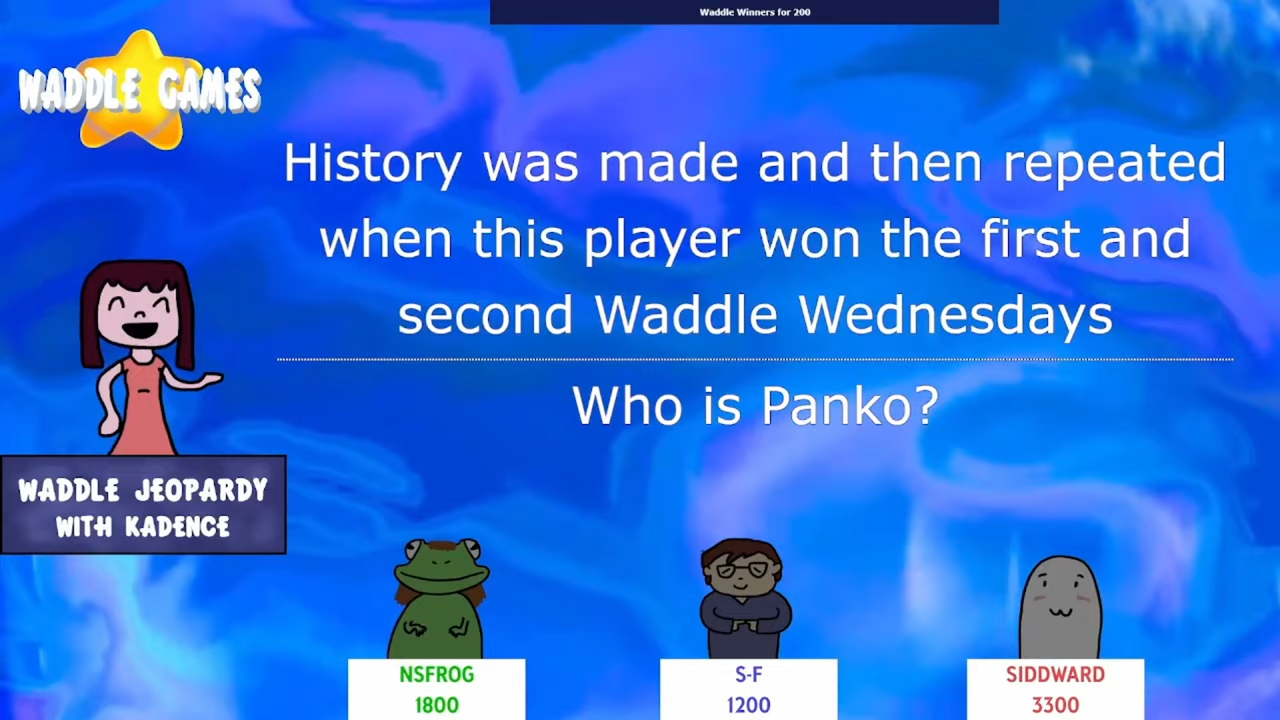 Waddle Winners for 200
WADDLE GAMES
History was made and then repeated
when this player won the first and
second Waddle Wednesdays
Who is Panko?
WADDLE JEOPARDY
WITH KADENCE
NSFROG
1800
S-F
1200
SIDDWARD
3300